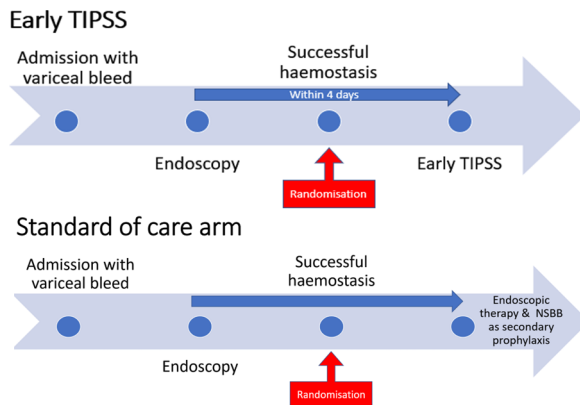 Early TIPSS
Admission with
variceal bleed
Successful
haemostasis
Within 4 days
Endoscopy
Early TIPSS
Randomisation
Standard of care arm
Admission with
variceal bleed
Successful
haemostasis
Endoscopic
therapy & NSBB
as secondary
prophylaxis
Endoscopy
Randomisation